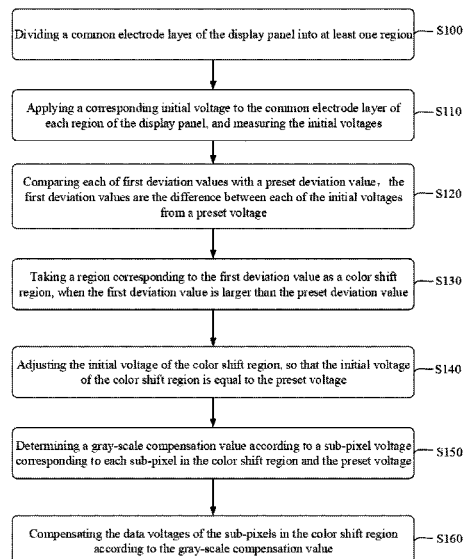 Dividing a common electrode layer of the display panel into at least one region
S100
Applying a corresponding initial voltage to the common electrode layer of
each region of the display panel, and measuring the initial voltages
S110
Comparing each of first deviation values with a preset deviation value, the
first deviation values are the difference between each of the initial voltages
from a preset voltage
S120
Taking a region corresponding to the first deviation value as a color shift
region, when the first deviation value is larger than the preset deviation value
S130
Adjusting the initial voltage of the color shift region, so that the initial voltage
of the color shift region is equal to the preset voltage
S140
Determining a gray-scale compensation value according to a sub-pixel voltage
corresponding to each sub-pixel in the color shift region and the preset voltage
S150
Compensating the data voltages of the sub-pixels in the color shift region
according to the gray-scale compensation value
S160